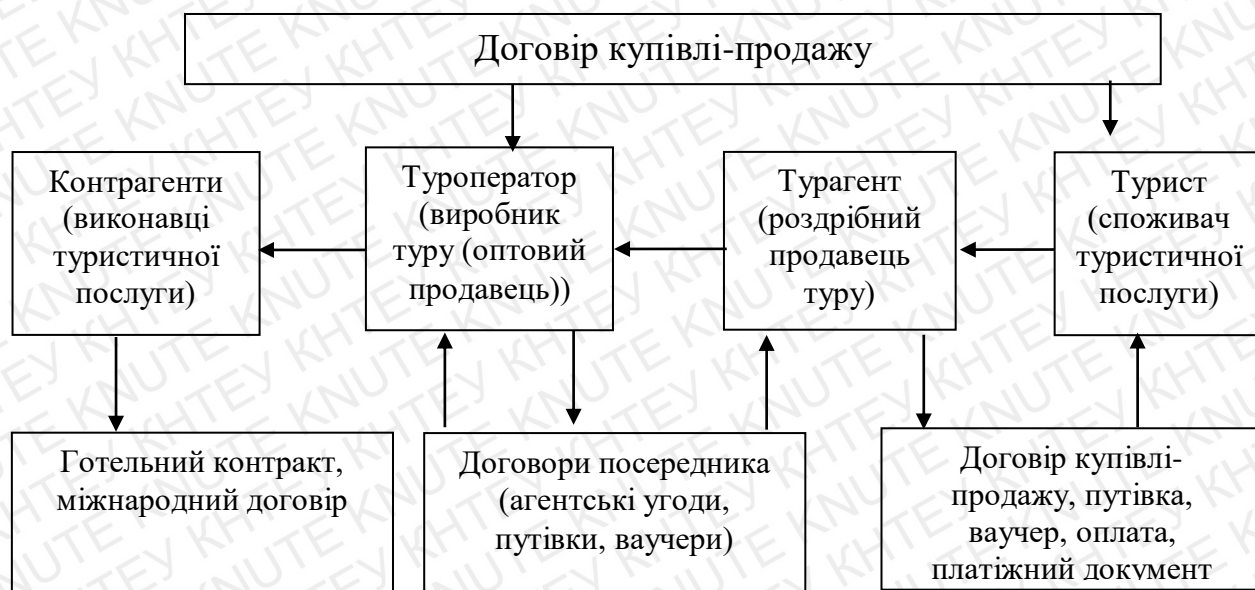 Договір купівлі-продажу
Контрагенти
(виконавці
туристичної
послуги)
Туроператор
(виробник
туру (оптовий
продавець))
Турагент
(роздрібний
продавець
туру)
Турист
(споживач
туристичної
послуги)
Готельний контракт,
міжнародний договір
Договори посередника
(агентські угоди,
путівки, ваучери)
Договір купівлі-
продажу, путівка,
ваучер, оплата,
платіжний документ